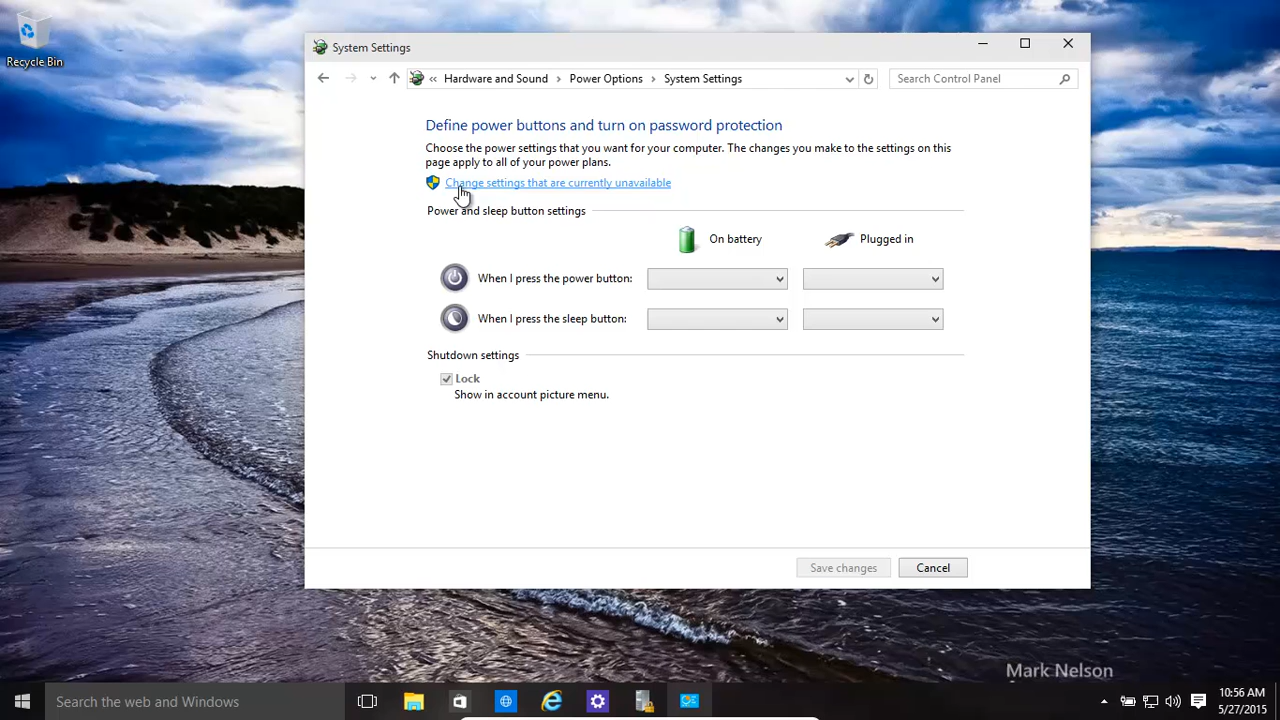 Recycle Bin
System Settings
« Hardware and Sound > Power Options > System Settings
Search Control Panel
Define power buttons and turn on password protection
Choose the power settings that you want for your computer. The changes you make to the settings on this
page apply to all of your power plans.
Change settings that are currently unavailable
Power and sleep button settings
On battery
Plugged in
When I press the power button:
When I press the sleep button:
Shutdown settings
Lock
Show in account picture menu.
Save changes
Cancel
Mark Nelson
Search the web and Windows
10:56 AM
5/27/2015